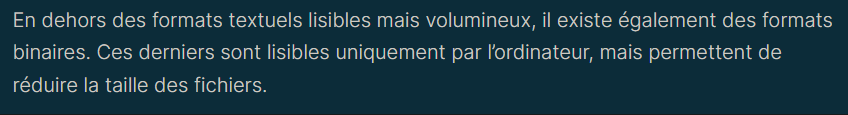 En dehors des formats textuels lisibles mais volumineux, il existe également des formats
binaires. Ces derniers sont lisibles uniquement par l’ordinateur, mais permettent de
réduire la taille des fichiers.